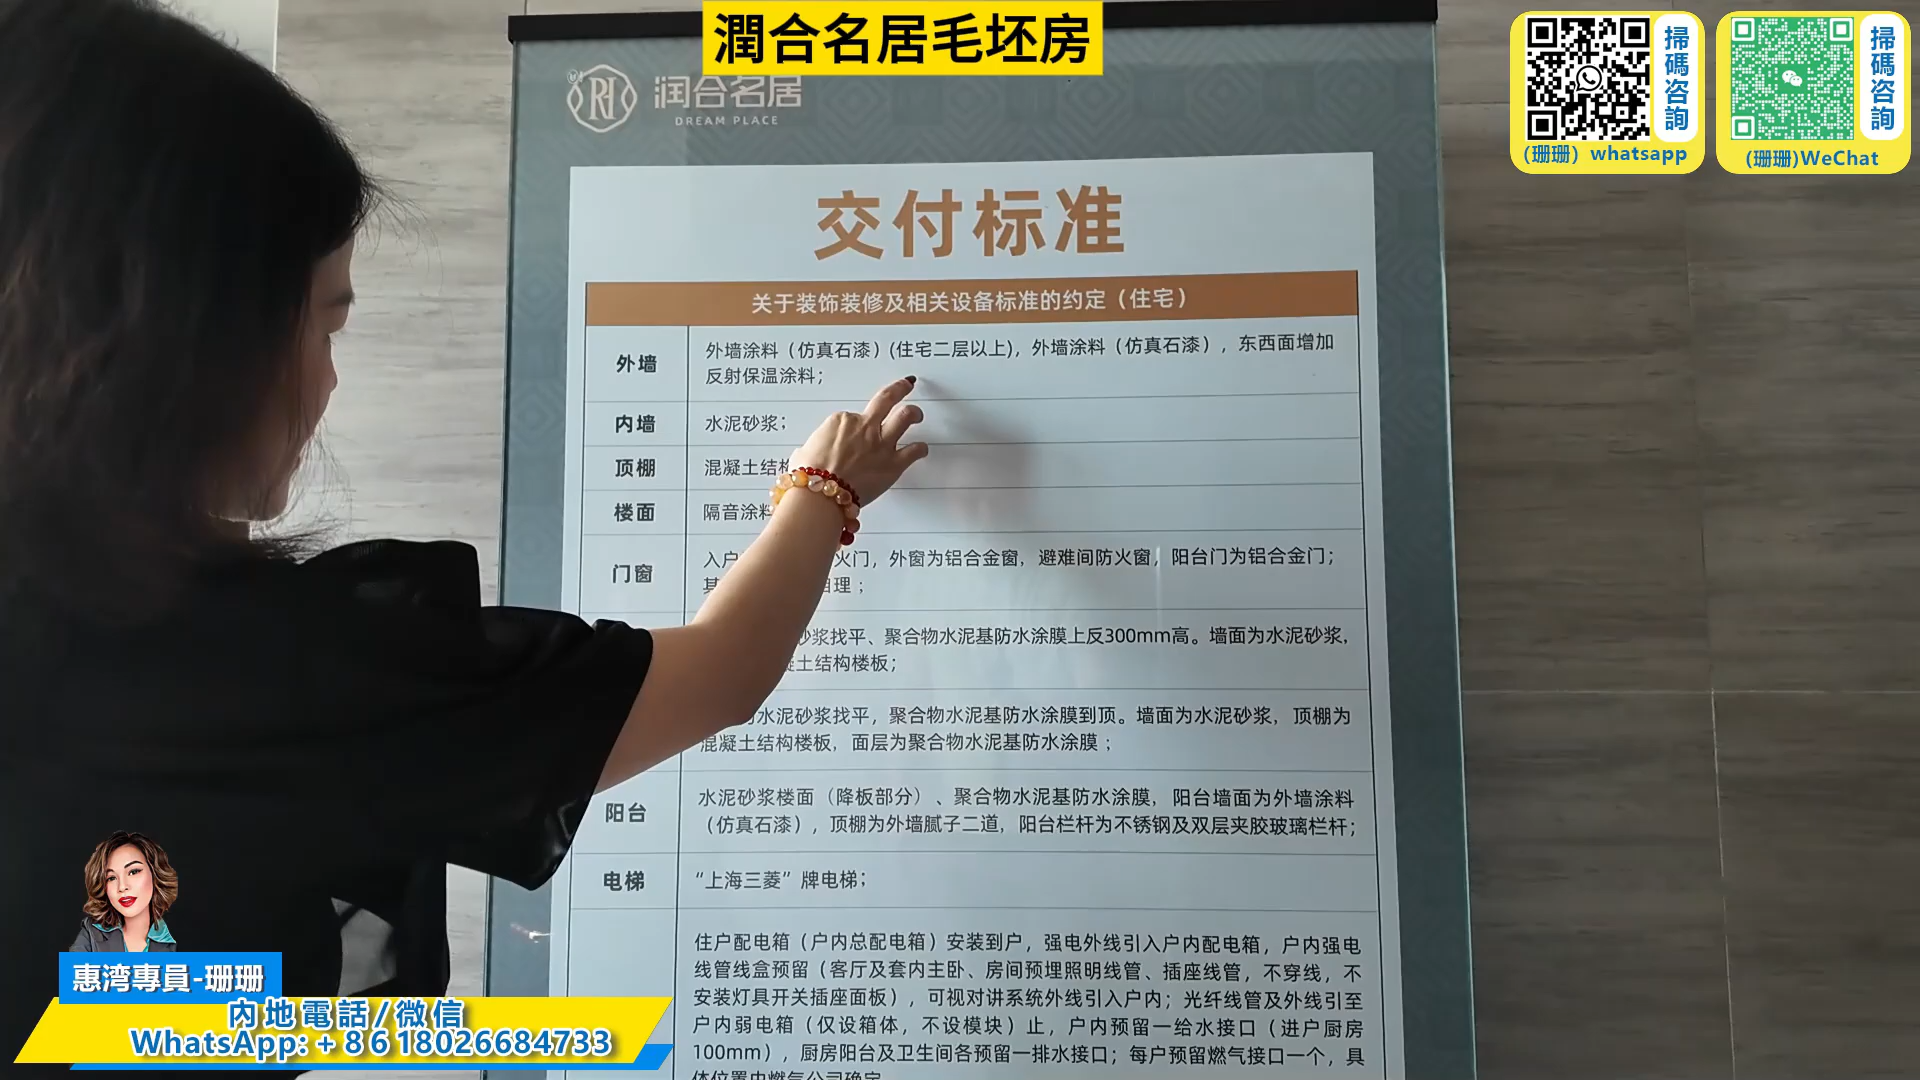 潤合名居毛坯房
润合名居
DREAM PLACE
掃碼咨詢
(珊珊) whatsapp
掃碼咨詢
(珊珊)WeChat
交付标准
关于装饰装修及相关设备标准的约定（住宅）
外墙
外墙涂料（仿真石漆）(住宅二层以上)，外墙涂料（仿真石漆），东西面增加
反射保温涂料；
内墙
水泥砂浆；
顶棚
混凝土结构
楼面
隔音涂料
门窗
入户 火门，外窗为铝合金窗，避难间防火窗，阳台门为铝合金门；
其 自理；
砂浆找平、聚合物水泥基防水涂膜上反300mm高。墙面为水泥砂浆，
凝土结构楼板；
为水泥砂浆找平，聚合物水泥基防水涂膜到顶。墙面为水泥砂浆，顶棚为
混凝土结构楼板，面层为聚合物水泥基防水涂膜；
阳台
水泥砂浆楼面（降板部分）、聚合物水泥基防水涂膜，阳台墙面为外墙涂料
（仿真石漆），顶棚为外墙腻子二道，阳台栏杆为不锈钢及双层夹胶玻璃栏杆；
电梯
“上海三菱”牌电梯；
住户配电箱（户内总配电箱）安装到户，强电外线引入户内配电箱，户内强电
线管线盒预留（客厅及套内主卧、房间预埋照明线管、插座线管，不穿线，不
安装灯具开关插座面板），可视对讲系统外线引入户内；光纤线管及外线引至
户内弱电箱（仅设箱体，不设模块）止，户内预留一给水接口（进户厨房
100mm），厨房阳台及卫生间各预留一排水接口；每户预留燃气接口一个，具
体位置由燃气公司确定
惠湾專員-珊珊
内地電話/微信
WhatsApp:+8618026684733